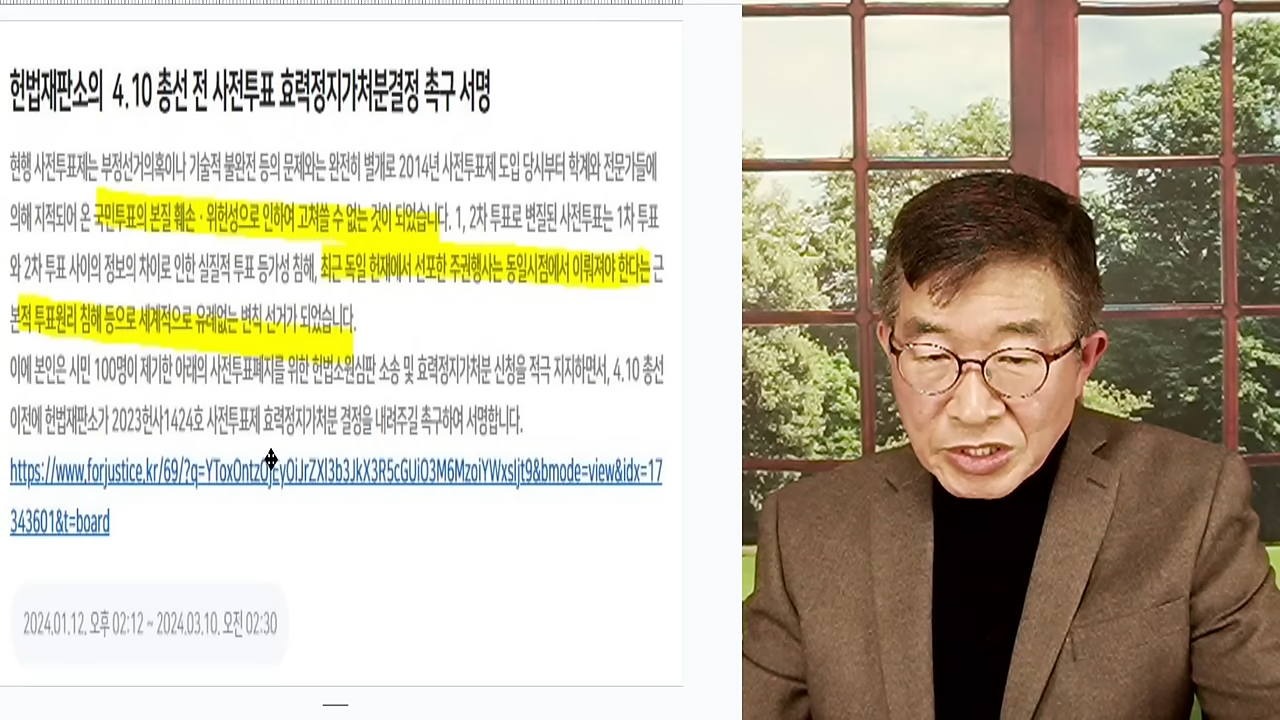 헌법재판소의 4.10 총선 전 사전투표 효력정지가처분결정 촉구 서명
현행 사전투표제는 부정선거의혹이나 기술적 불완전 등의 문제와는 완전히 별개로 2014년 사전투표제 도입 당시부터 학계와 전문가들에
의해 지적되어 온 국민투표의 본질 훼손·위헌성으로 인하여 고쳐쓸 수 없는 것이 되었습니다. 1, 2차 투표로 변질된 사전투표는 1차 투표
와 2차 투표 사이의 정보의 차이로 인한 실질적 투표 등가성 침해, 최근 독일 헌재에서 선포한 주권행사는 동일시점에서 이뤄져야 한다는 근
본적 투표원리 침해 등으로 세계적으로 유례없는 변칙 선거가 되었습니다.
이에 본인은 시민 100명이 제기한 아래의 사전투표폐지를 위한 헌법소원심판 소송 및 효력정지가처분 신청을 적극 지지하면서, 4.10 총선
이전에 헌법재판소가 2023헌사1424호 사전투표제 효력정지가처분 결정을 내려주길 촉구하여 서명합니다.
https://www.forjustice.kr/69/?q=YToxOntzOjEyOiJrZXl3b3JkX3R5cGUiO3M6MzoiYWxsIjt9&bmode=view&idx=17
343601&t=board
2024.01.12. 오후 02:12 ~ 2024.03.10. 오전 02:30